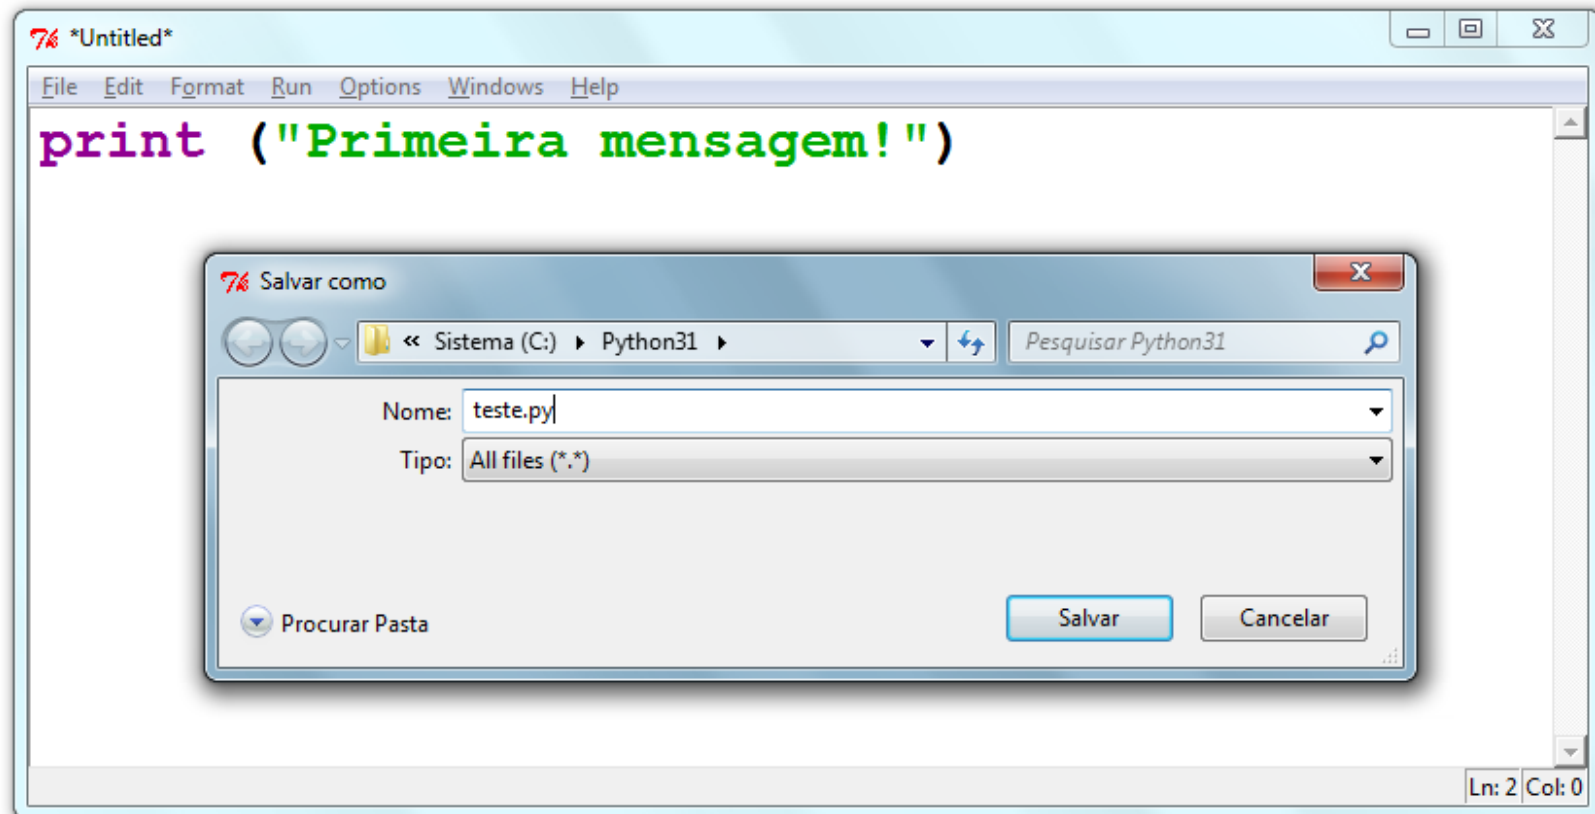 *Untitled*
File Edit Format Run Options Windows Help
print ("Primeira mensagem!")
Salvar como
« Sistema (C:) Python31 Pesquisar Python31
Nome: teste.py
Tipo: All files (*.*)
Procurar Pasta Salvar Cancelar
Ln: 2 Col: 0